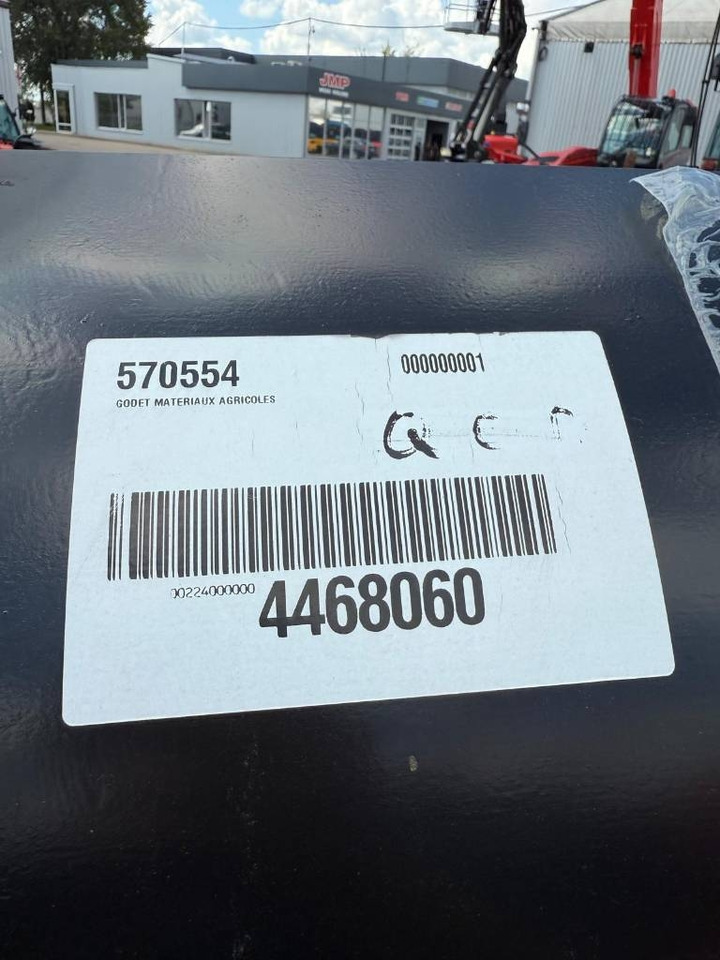 JMP
570554
000000001
GODET MATERIAUX AGRICOLES
00224000000 4468060